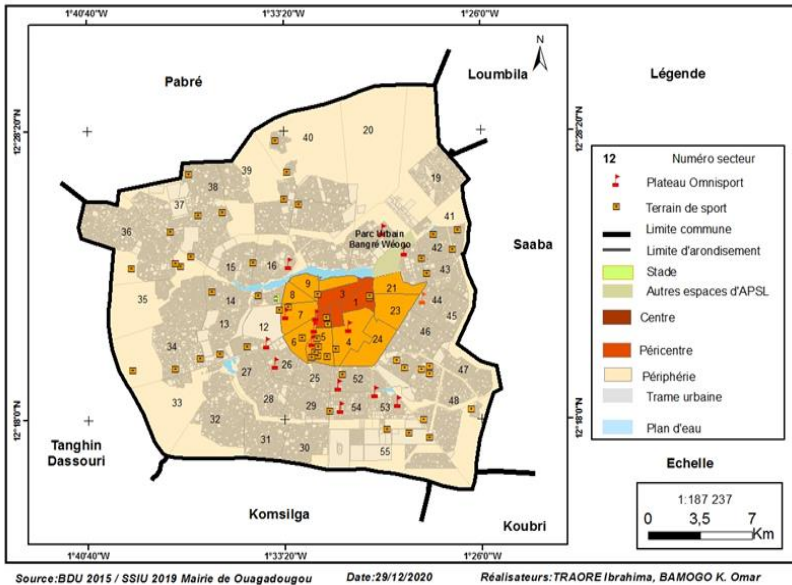 1°40'40"W 1°33'20"W 1°26'0"W
N
Pabré
Loumbila
Légende
12°28'20"N
12°28'20"N
40
20
39
38
19
37
36
41
Parc Urbain
Bangré Wéogo
42
Saaba
15
16
43
35
9
21
14
8
3
1
44
7
23
45
13
12
46
6
5
4
24
34
26
27
25
52
47
28
33
29
54
53
48
32
31
30
55
12°18'0"N
12°18'0"N
Tanghin
Dassouri
Komsilga
Koubri
1°40'40"W 1°33'20"W 1°26'0"W
12 Numéro secteur
Plateau Omnisport
Terrain de sport
Limite commune
Limite d'arondisement
Stade
Autres espaces d'APSL
Centre
Péricentre
Périphérie
Trame urbaine
Plan d'eau
Echelle
1:187 237
0 3,5 7
Km
Source:BDU 2015 / SSIU 2019 Mairie de Ouagadougou Date:29/12/2020 Réalisateurs:TRAORE Ibrahima, BAMOGO K. Omar